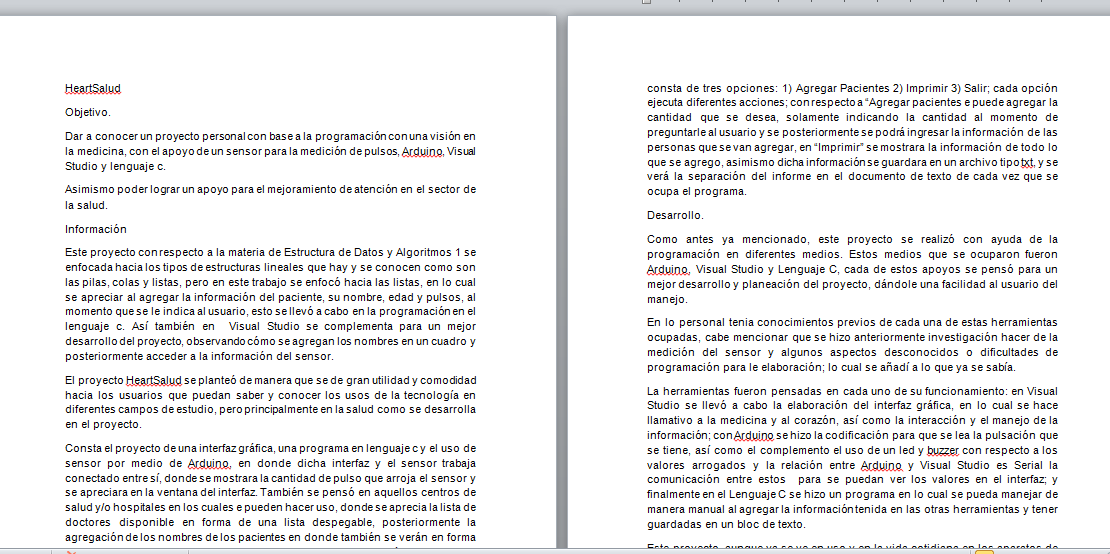 HeartSalud
Objetivo.
Dar a conocer un proyecto personal con base a la programación con una visión en
la medicina, con el apoyo de un sensor para la medición de pulsos, Arduino, Visual
Studio y lenguaje c.
Asimismo poder lograr un apoyo para el mejoramiento de atención en el sector de
la salud.
Información
Este proyecto con respecto a la materia de Estructura de Datos y Algoritmos 1 se
enfocada hacia los tipos de estructuras lineales que hay y se conocen como son
las pilas, colas y listas, pero en este trabajo se enfocó hacia las listas, en lo cual
se apreciar al agregar la información del paciente, su nombre, edad y pulsos, al
momento que se le indica al usuario, esto se llevó a cabo en la programación en el
lenguaje c. Así también en Visual Studio se complementa para un mejor
desarrollo del proyecto, observando cómo se agregan los nombres en un cuadro y
posteriormente acceder a la información del sensor.
El proyecto HeartSalud se planteó de manera que se de gran utilidad y comodidad
hacia los usuarios que puedan saber y conocer los usos de la tecnología en
diferentes campos de estudio, pero principalmente en la salud como se desarrolla
en el proyecto.
Consta el proyecto de una interfaz gráfica, una programa en lenguaje c y el uso de
sensor por medio de Arduino, en donde dicha interfaz y el sensor trabaja
conectado entre sí, donde se mostrara la cantidad de pulso que arroja el sensor y
se apreciara en la ventana del interfaz. También se pensó en aquellos centros de
salud y/o hospitales en los cuales e pueden hacer uso, donde se aprecia la lista de
doctores disponible en forma de una lista despegable, posteriormente la
agregación de los nombres de los pacientes en donde también se verán en forma
consta de tres opciones: 1) Agregar Pacientes 2) Imprimir 3) Salir; cada opción
ejecuta diferentes acciones; con respecto a “Agregar pacientes e puede agregar la
cantidad que se desea, solamente indicando la cantidad al momento de
preguntarle al usuario y se posteriormente se podrá ingresar la información de las
personas que se van agregar, en “Imprimir” se mostrara la información de todo lo
que se agrego, asimismo dicha información se guardara en un archivo tipo txt, y se
verá la separación del informe en el documento de texto de cada vez que se
ocupa el programa.
Desarrollo.
Como antes ya mencionado, este proyecto se realizó con ayuda de la
programación en diferentes medios. Estos medios que se ocuparon fueron
Arduino, Visual Studio y Lenguaje C, cada de estos apoyos se pensó para un
mejor desarrollo y planeación del proyecto, dándole una facilidad al usuario del
manejo.
En lo personal tenia conocimientos previos de cada una de estas herramientas
ocupadas, cabe mencionar que se hizo anteriormente investigación hacer de la
medición del sensor y algunos aspectos desconocidos o dificultades de
programación para le elaboración; lo cual se añadí a lo que ya se sabía.
La herramientas fueron pensadas en cada uno de su funcionamiento: en Visual
Studio se llevó a cabo la elaboración del interfaz gráfica, en lo cual se hace
llamativo a la medicina y al corazón, así como la interacción y el manejo de la
información; con Arduino se hizo la codificación para que se lea la pulsación que
se tiene, así como el complemento el uso de un led y buzzer con respecto a los
valores arrogados y la relación entre Arduino y Visual Studio es Serial la
comunicación entre estos para se puedan ver los valores en el interfaz; y
finalmente en el Lenguaje C se hizo un programa en lo cual se pueda manejar de
manera manual al agregar la información tenida en las otras herramientas y tener
guardadas en un bloc de texto.
Este proyecto, aunque ya se ve en uso y en la vida cotidiana en los aparatos de